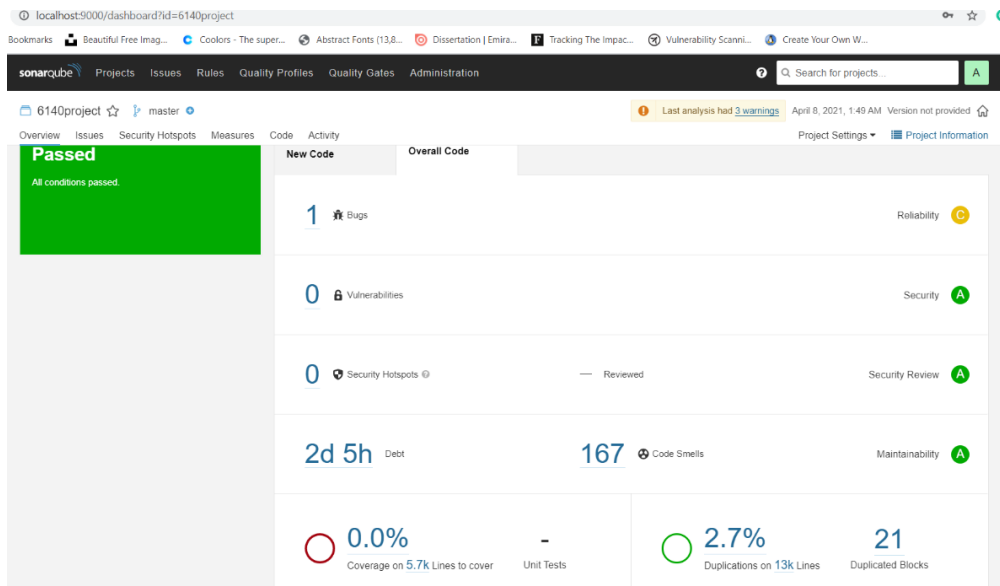 localhost:9000/dashboard?id=6140project
Bookmarks Beautiful Free Imag... Coolors - The super... Abstract Fonts (13,8... Dissertation | Emira... Tracking The Impac... Vulnerability Scanni... Create Your Own W...
sonarqube Projects Issues Rules Quality Profiles Quality Gates Administration ? Search for projects... A
6140project master Last analysis had 3 warnings April 8, 2021, 1:49 AM Version not provided
Overview Issues Security Hotspots Measures Code Activity Project Settings Project Information
Passed
All conditions passed.
New Code Overall Code
1 Bugs Reliability C
0 Vulnerabilities Security A
0 Security Hotspots ? — Reviewed Security Review A
2d 5h Debt 167 Code Smells Maintainability A
0.0% - 2.7% 21
Coverage on 5.7k Lines to cover Unit Tests Duplications on 13k Lines Duplicated Blocks